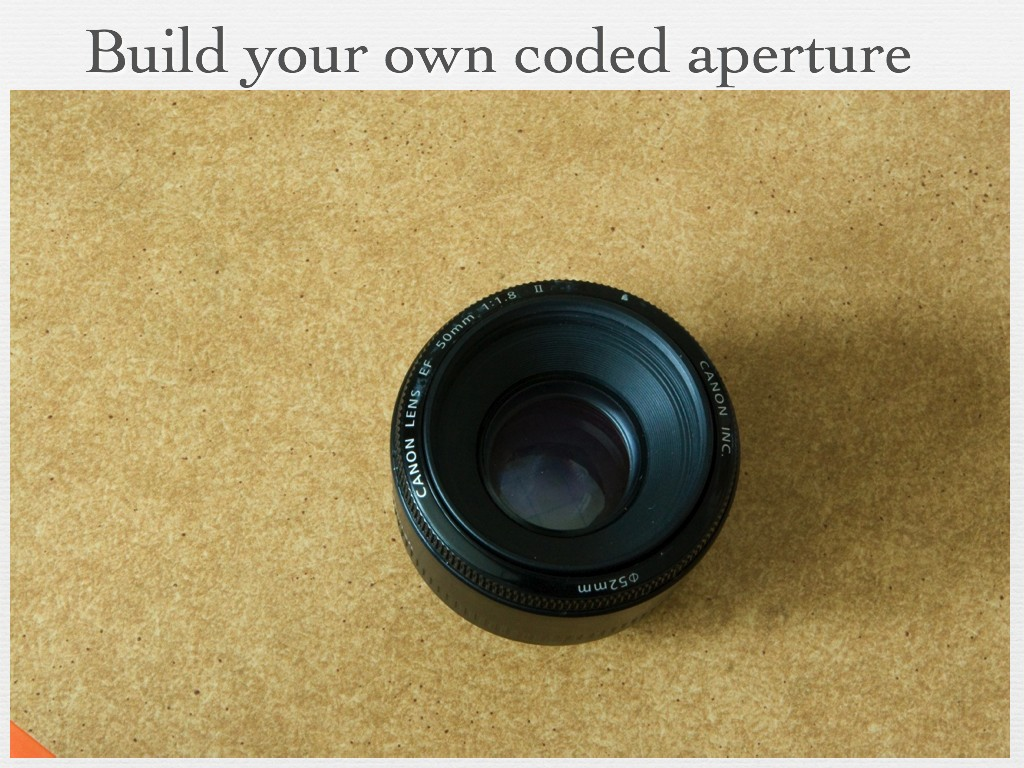 Build your own coded aperture
CANON LENS EF 50mm 1:1.8 II
CANON INC.
Φ52mm